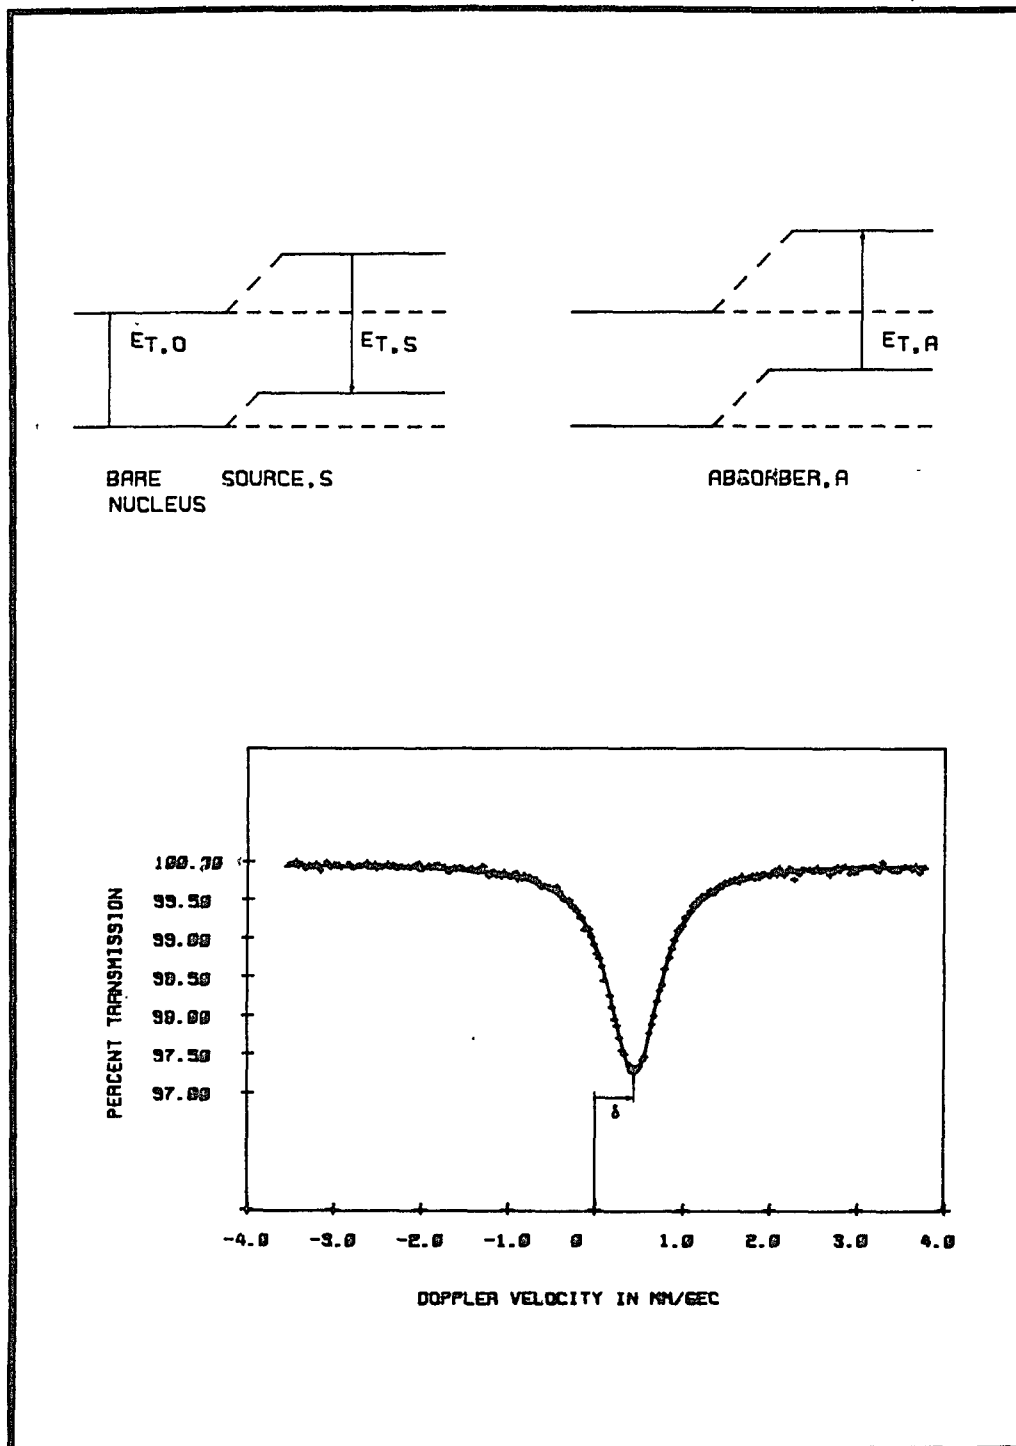 ET,0
ET,S
ET,A
BARE SOURCE,S
NUCLEUS
ABSORBER,A
PERCENT TRANSMISSION
100.00
99.50
99.00
98.50
98.00
97.50
97.00
δ
-4.0 -3.0 -2.0 -1.0 0 1.0 2.0 3.0 4.0
DOPPLER VELOCITY IN MM/SEC